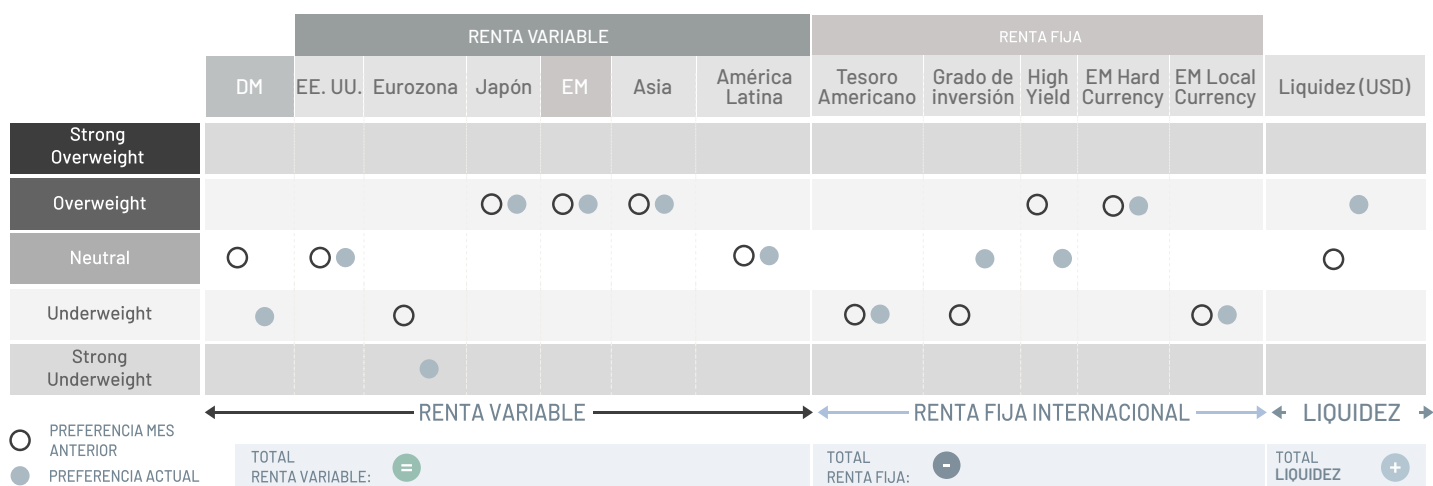 RENTA VARIABLE
RENTA FIJA
DM
EE. UU.
Eurozona
Japón
EM
Asia
América
Latina
Tesoro
Americano
Grado de
inversión
High
Yield
EM Hard
Currency
EM Local
Currency
Liquidez (USD)
Strong
Overweight
Overweight
Neutral
Underweight
Strong
Underweight
RENTA VARIABLE
RENTA FIJA INTERNACIONAL
LIQUIDEZ
PREFERENCIA MES
ANTERIOR
PREFERENCIA ACTUAL
TOTAL
RENTA VARIABLE:
=
TOTAL
RENTA FIJA:
-
TOTAL
LIQUIDEZ
+